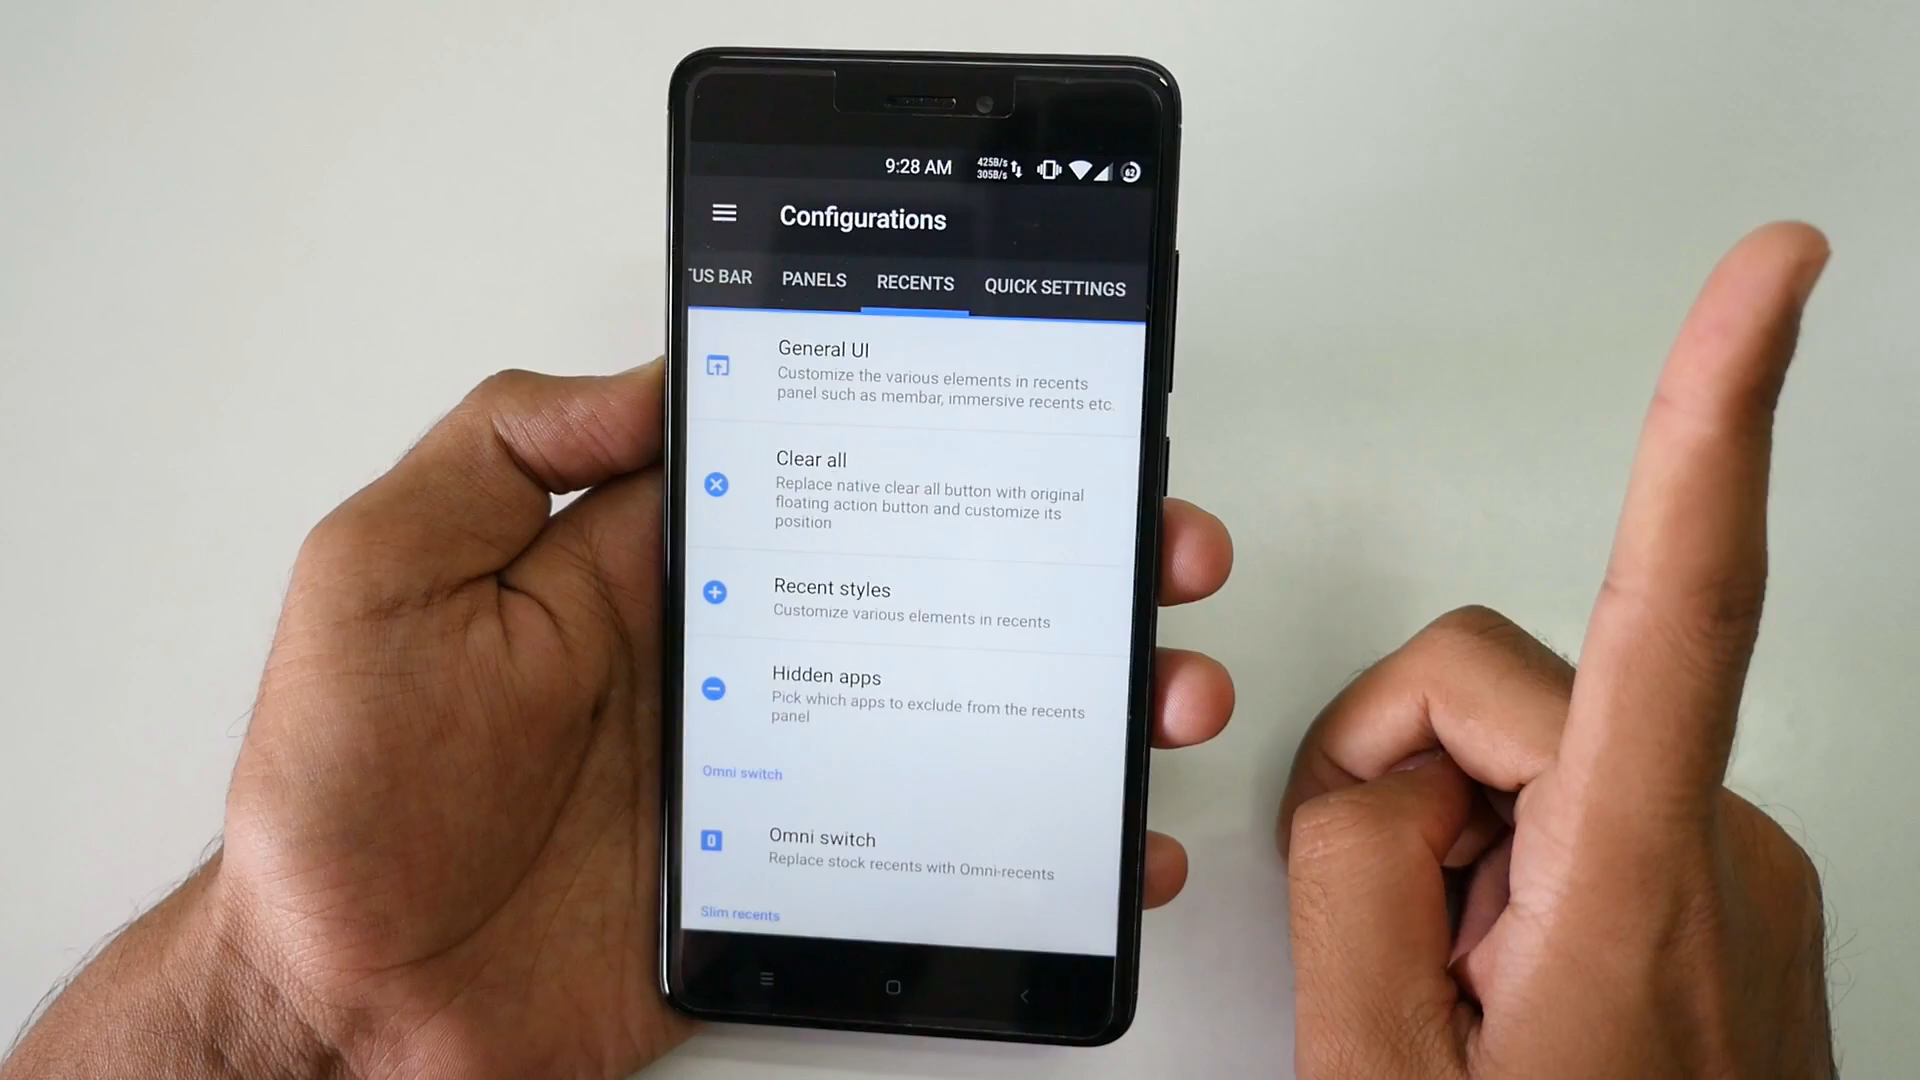 9:28 AM
425B/s
305B/s
62
Configurations
TUS BAR PANELS RECENTS QUICK SETTINGS
General UI
Customize the various elements in recents
panel such as membar, immersive recents etc.
Clear all
Replace native clear all button with original
floating action button and customize its
position
Recent styles
Customize various elements in recents
Hidden apps
Pick which apps to exclude from the recents
panel
Omni switch
Omni switch
Replace stock recents with Omni-recents
Slim recents